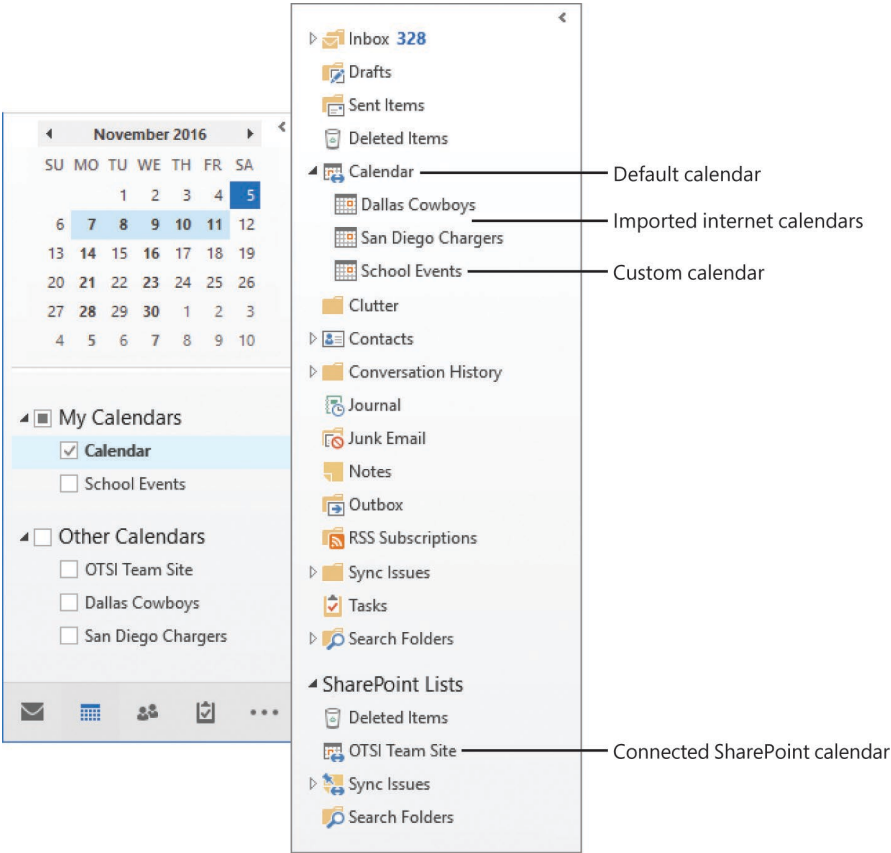 November 2016
SU MO TU WE TH FR SA
1 2 3 4 5
6 7 8 9 10 11 12
13 14 15 16 17 18 19
20 21 22 23 24 25 26
27 28 29 30 1 2 3
4 5 6 7 8 9 10
My Calendars
Calendar
School Events
Other Calendars
OTSI Team Site
Dallas Cowboys
San Diego Chargers
Inbox 328
Drafts
Sent Items
Deleted Items
Calendar
Dallas Cowboys
San Diego Chargers
School Events
Clutter
Contacts
Conversation History
Journal
Junk Email
Notes
Outbox
RSS Subscriptions
Sync Issues
Tasks
Search Folders
SharePoint Lists
Deleted Items
OTSI Team Site
Sync Issues
Search Folders
Default calendar
Imported internet calendars
Custom calendar
Connected SharePoint calendar